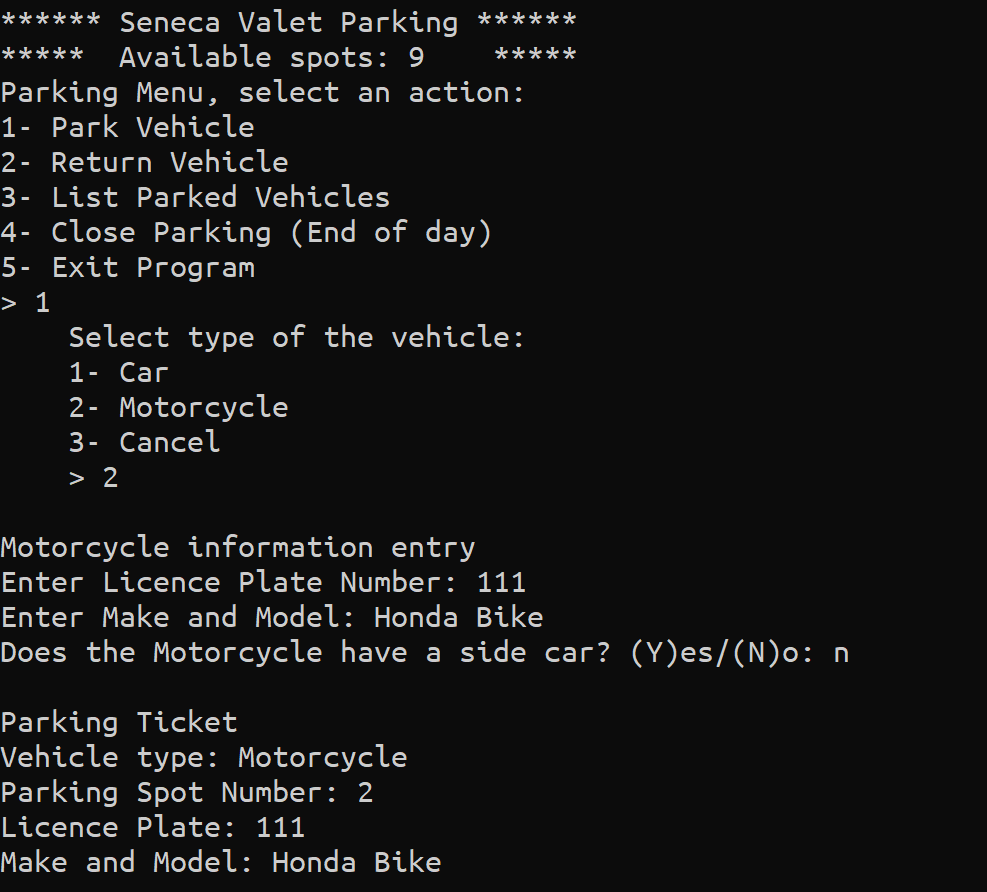 ****** Seneca Valet Parking ******
*****  Available spots: 9    *****
Parking Menu, select an action:
1- Park Vehicle
2- Return Vehicle
3- List Parked Vehicles
4- Close Parking (End of day)
5- Exit Program
> 1
    Select type of the vehicle:
    1- Car
    2- Motorcycle
    3- Cancel
    > 2

Motorcycle information entry
Enter Licence Plate Number: 111
Enter Make and Model: Honda Bike
Does the Motorcycle have a side car? (Y)es/(N)o: n

Parking Ticket
Vehicle type: Motorcycle
Parking Spot Number: 2
Licence Plate: 111
Make and Model: Honda Bike